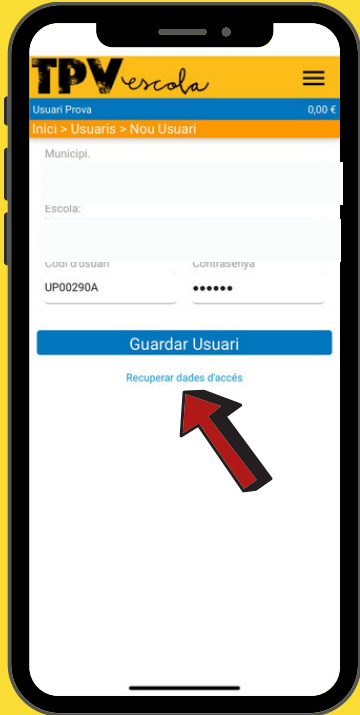 TPV escola
Usuari Prova 0,00 €
Inici > Usuaris > Nou Usuari
Municipi.
Escola:
Codi d'usuari Contrasenya
UP00290A ••••••
Guardar Usuari
Recuperar dades d'accés